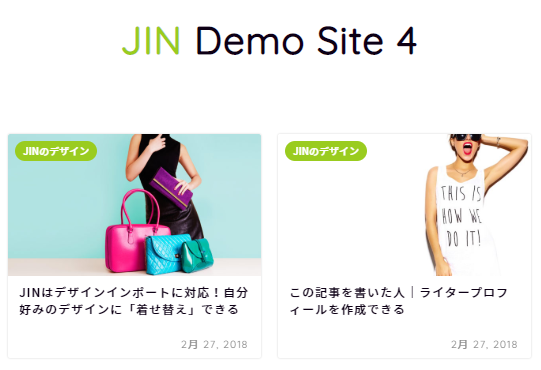 JIN Demo Site 4
JINのデザイン
JINはデザインインポートに対応！自分
好みのデザインに「着せ替え」できる
2月 27, 2018
JINのデザイン
THIS IS
HOW WE
DO IT!
この記事を書いた人｜ライタープロフ
ィールを作成できる
2月 27, 2018